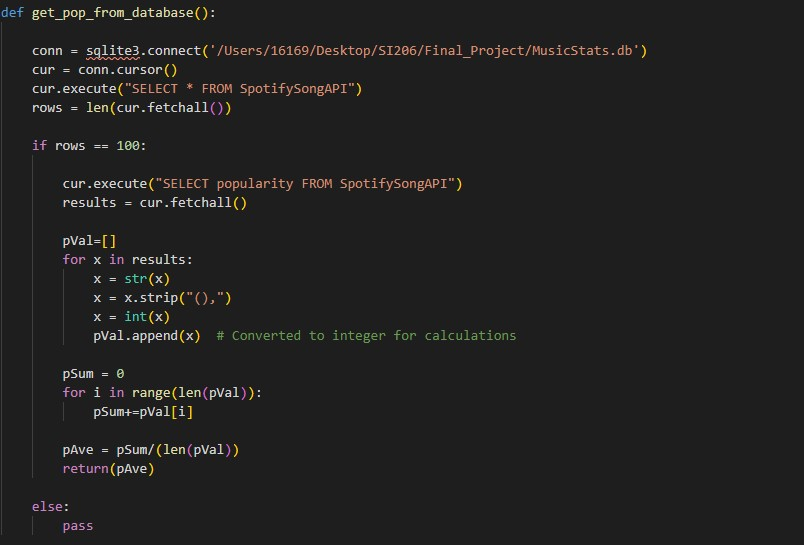 def get_pop_from_database():
conn = sqlite3.connect('/Users/16169/Desktop/SI206/Final_Project/MusicStats.db')
cur = conn.cursor()
cur.execute("SELECT * FROM SpotifySongAPI")
rows = len(cur.fetchall())
if rows == 100:
cur.execute("SELECT popularity FROM SpotifySongAPI")
results = cur.fetchall()
pVal=[]
for x in results:
x = str(x)
x = x.strip("(),")
x = int(x)
pVal.append(x)  # Converted to integer for calculations
pSum = 0
for i in range(len(pVal)):
pSum+=pVal[i]
pAve = pSum/(len(pVal))
return(pAve)
else:
pass